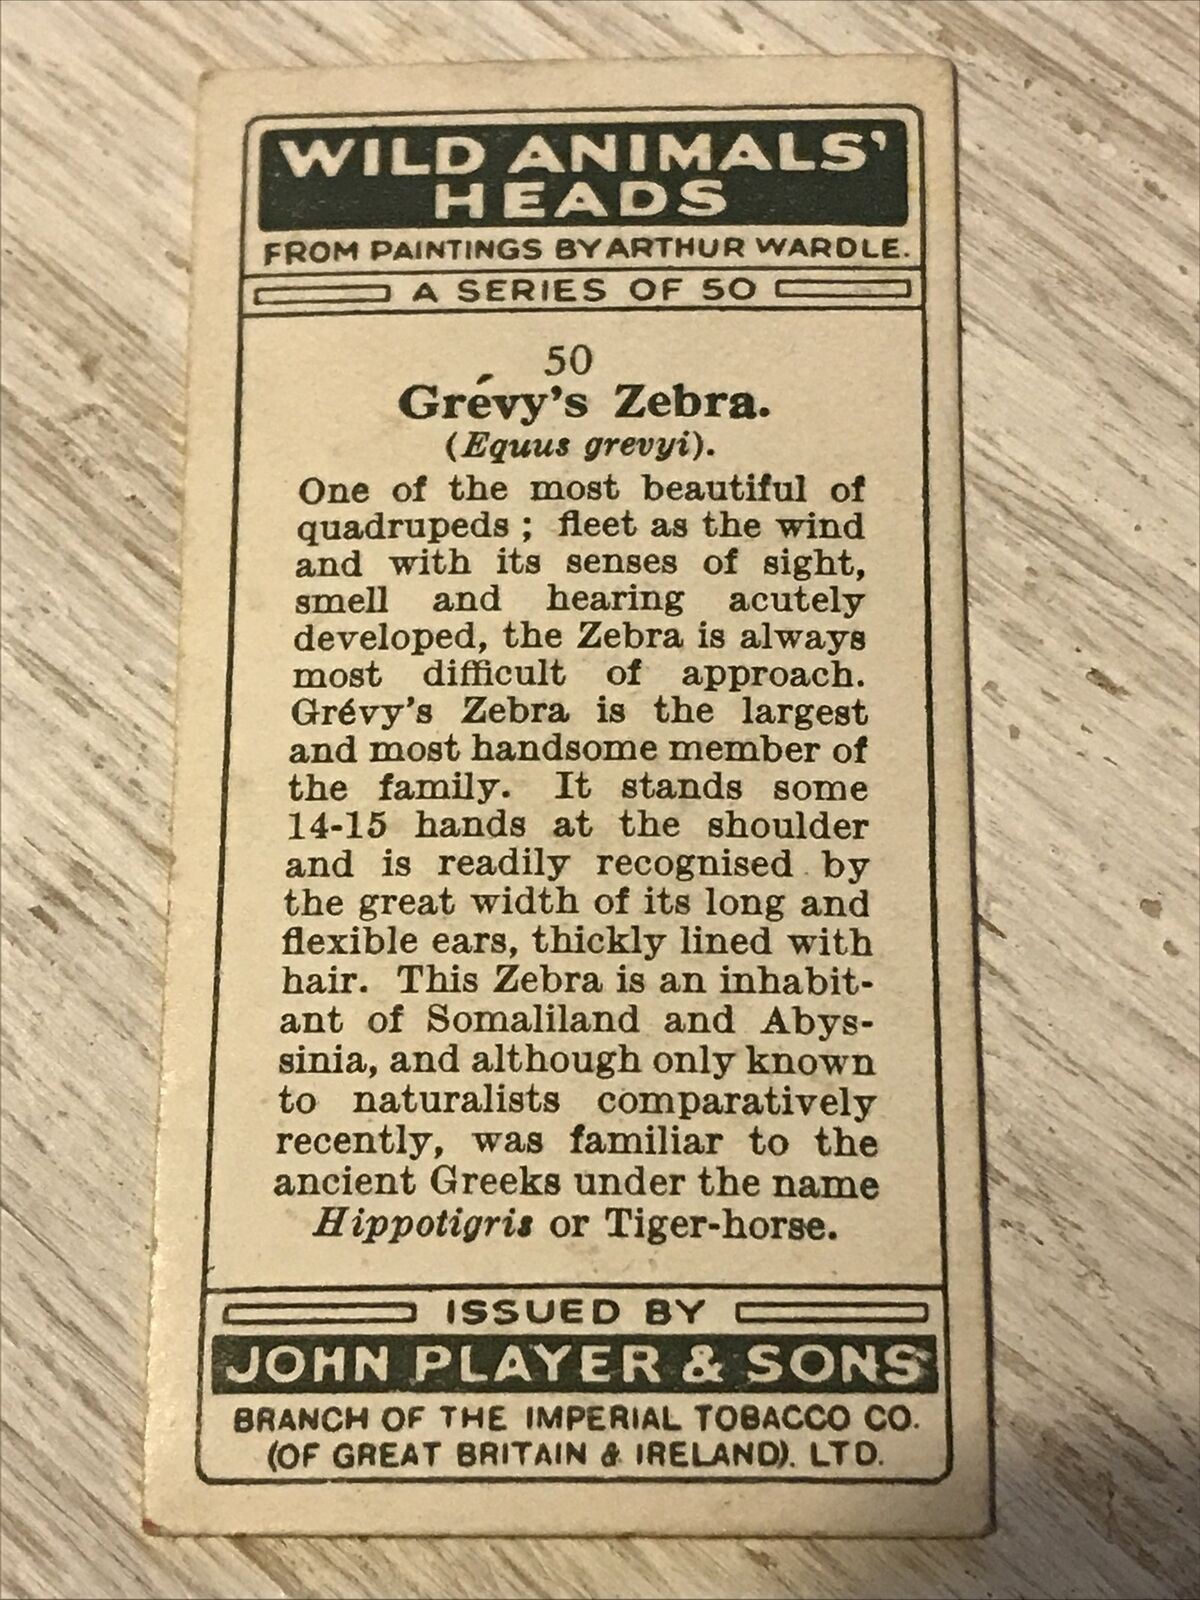 WILD ANIMALS'
HEADS
FROM PAINTINGS BY ARTHUR WARDLE.
A SERIES OF 50
50
Grévy's Zebra.
(Equus grevyi).
One of the most beautiful of
quadrupeds ; fleet as the wind
and with its senses of sight,
smell and hearing acutely
developed, the Zebra is always
most difficult of approach.
Grévy's Zebra is the largest
and most handsome member of
the family. It stands some
14-15 hands at the shoulder
and is readily recognised by
the great width of its long and
flexible ears, thickly lined with
hair. This Zebra is an inhabit-
ant of Somaliland and Abys-
sinia, and although only known
to naturalists comparatively
recently, was familiar to the
ancient Greeks under the name
Hippotigris or Tiger-horse.
ISSUED BY
JOHN PLAYER & SONS
BRANCH OF THE IMPERIAL TOBACCO CO.
(OF GREAT BRITAIN & IRELAND). LTD.